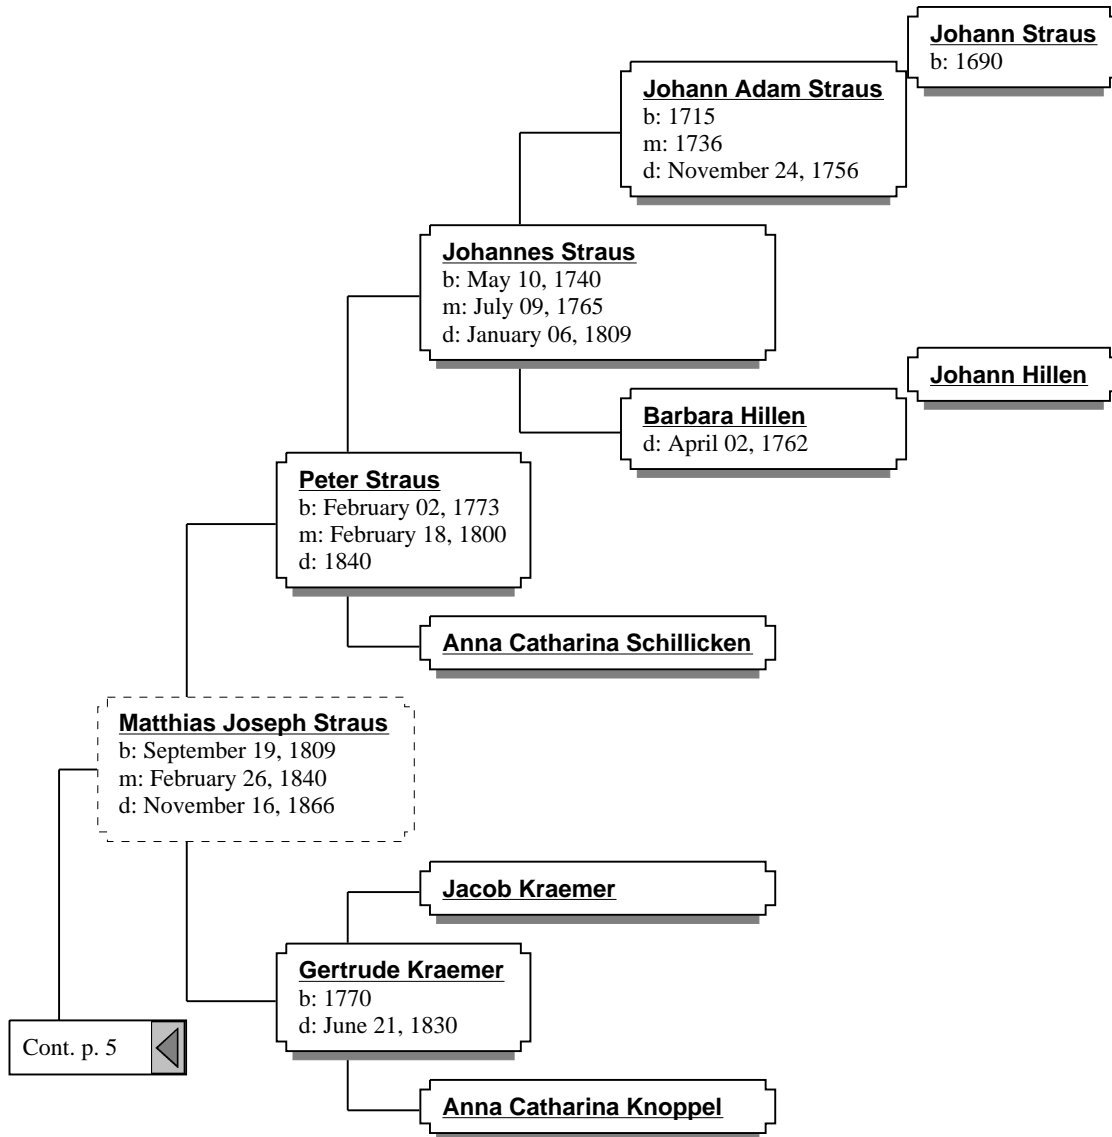 Johann Straus
b: 1690
Johann Adam Straus
b: 1715
m: 1736
d: November 24, 1756
Johannes Straus
b: May 10, 1740
m: July 09, 1765
d: January 06, 1809
Johann Hillen
Barbara Hillen
d: April 02, 1762
Peter Straus
b: February 02, 1773
m: February 18, 1800
d: 1840
Anna Catharina Schillicken
Matthias Joseph Straus
b: September 19, 1809
m: February 26, 1840
d: November 16, 1866
Jacob Kraemer
Gertrude Kraemer
b: 1770
d: June 21, 1830
Cont. p. 5
Anna Catharina Knoppel